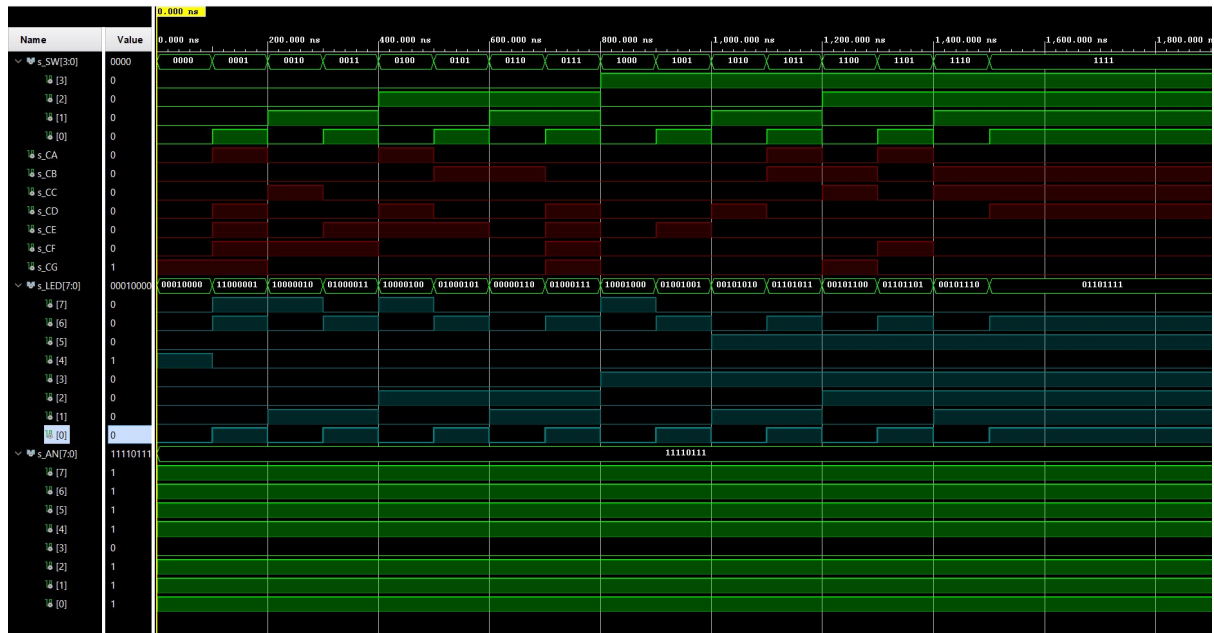 0.000 ns
Name Value 0.000 ns 200.000 ns 400.000 ns 600.000 ns 800.000 ns 1,000.000 ns 1,200.000 ns 1,400.000 ns 1,600.000 ns 1,800.000 n
s_SW[3:0] 0000 0000 0001 0010 0011 0100 0101 0110 0111 1000 1001 1010 1011 1100 1101 1110 1111
[3] 0
[2] 0
[1] 0
[0] 0
s_CA 0
s_CB 0
s_CC 0
s_CD 0
s_CE 0
s_CF 0
s_CG 1
s_LED[7:0] 00010000 00010000 11000001 10000010 01000011 10000100 01000101 00000110 01000111 10001000 01001001 00101010 01101011 00101100 01101101 00101110 01101111
[7] 0
[6] 0
[5] 0
[4] 1
[3] 0
[2] 0
[1] 0
[0] 0
s_AN[7:0] 11110111 11110111
[7] 1
[6] 1
[5] 1
[4] 1
[3] 0
[2] 1
[1] 1
[0] 1